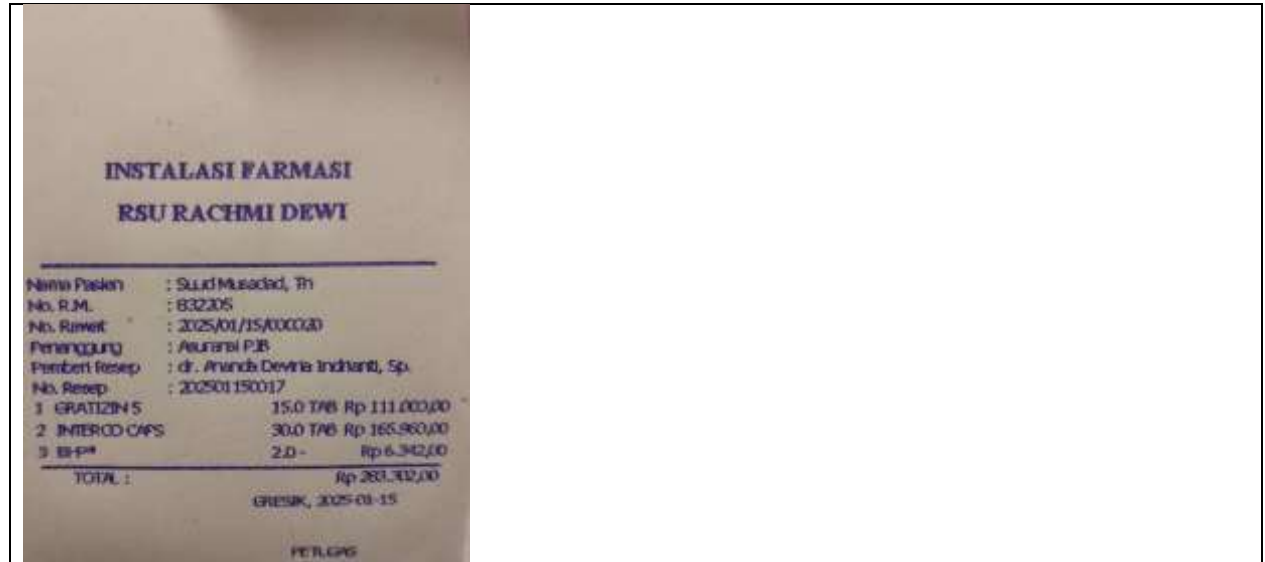 INSTALASI FARMASI
RSU RACHMI DEWI
Nama Pasien : Suud Musadad, Tn
No. R.M. : 832205
No. Rawat : 2025/01/15/000020
Penanggung : Asuransi PJB
Pemberi Resep : dr. Ananda Devina Indrianti, Sp.
No. Resep : 202501150017
1 GRATIZIN 5 15.0 TAB Rp 111.000,00
2 INTERCO CAPS 30.0 TAB Rp 165.960,00
3 BHP# 2.0 - Rp 6.342,00
TOTAL : Rp 283.302,00
GRESIK, 2025-01-15
PETUGAS